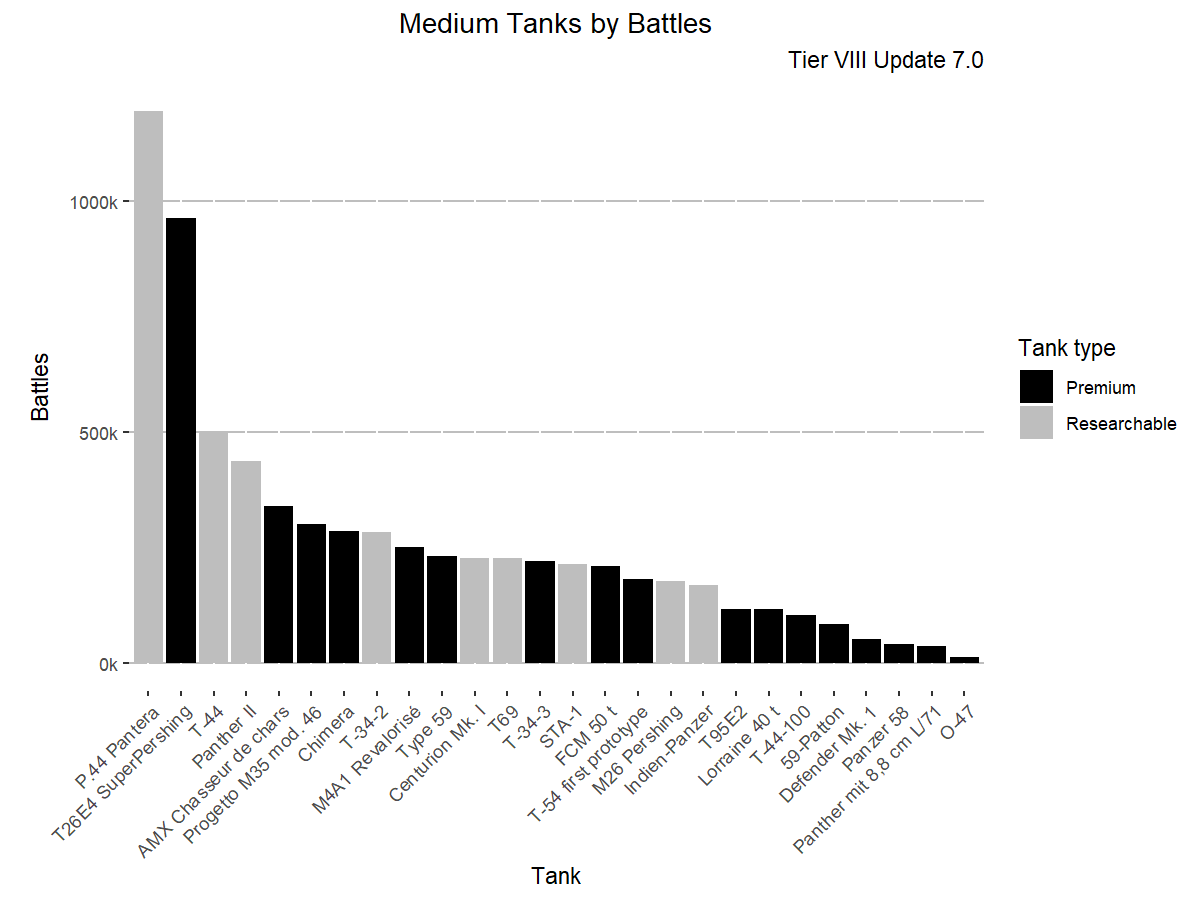 Medium Tanks by Battles
Tier VIII Update 7.0
Battles
1000k
500k
0k
P.44 Pantera
T26E4 SuperPershing
T-44
Panther II
AMX Chasseur de chars
Progetto M35 mod. 46
Chimera
T-34-2
M4A1 Revalorisé
Type 59
Centurion Mk. I
T69
T-34-3
STA-1
FCM 50 t
T-54 first prototype
M26 Pershing
Indien-Panzer
T95E2
Lorraine 40 t
T-44-100
59-Patton
Defender Mk. 1
Panzer 58
Panther mit 8,8 cm L/71
O-47
Tank
Tank type
Premium
Researchable